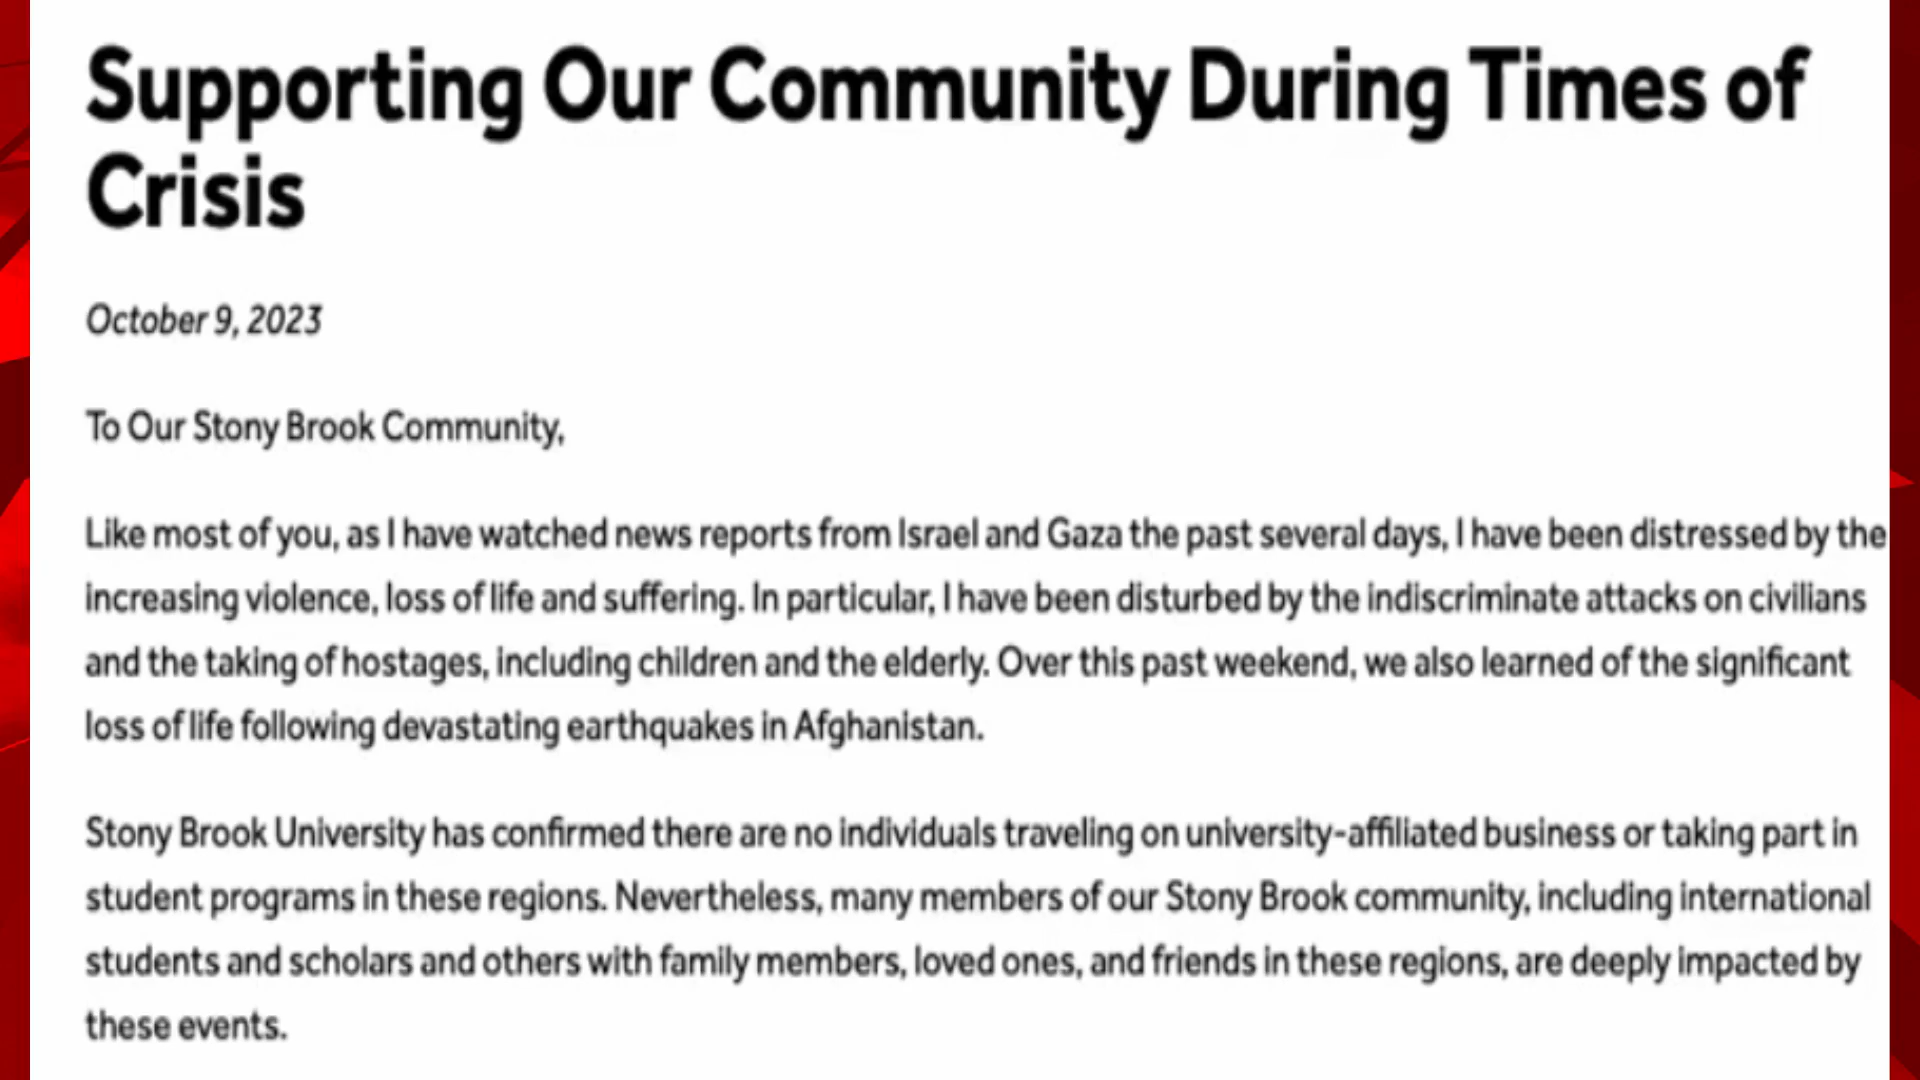 Supporting Our Community During Times of
Crisis
October 9, 2023
To Our Stony Brook Community,
Like most of you, as I have watched news reports from Israel and Gaza the past several days, I have been distressed by the
increasing violence, loss of life and suffering. In particular, I have been disturbed by the indiscriminate attacks on civilians
and the taking of hostages, including children and the elderly. Over this past weekend, we also learned of the significant
loss of life following devastating earthquakes in Afghanistan.
Stony Brook University has confirmed there are no individuals traveling on university-affiliated business or taking part in
student programs in these regions. Nevertheless, many members of our Stony Brook community, including international
students and scholars and others with family members, loved ones, and friends in these regions, are deeply impacted by
these events.